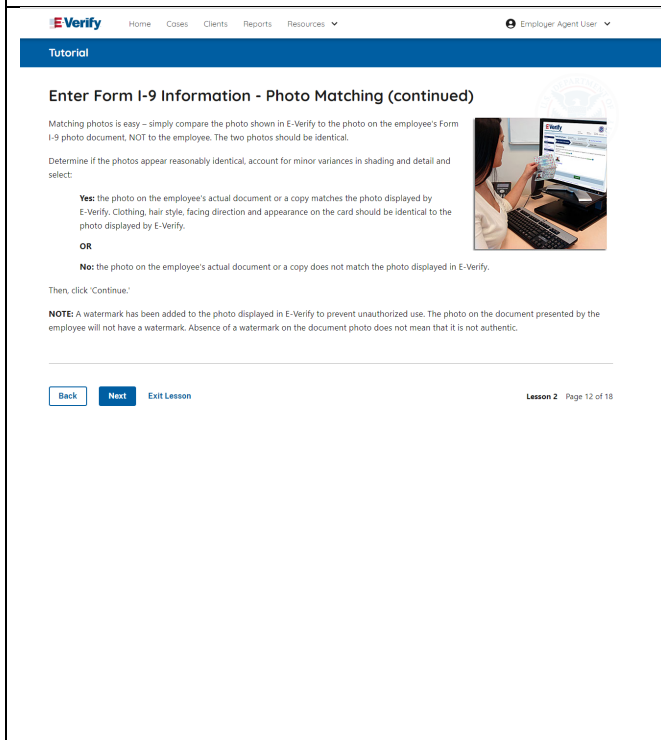 E-Verify Home Cases Clients Reports Resources Employer Agent User
Tutorial
Enter Form I-9 Information - Photo Matching (continued)
Matching photos is easy – simply compare the photo shown in E-Verify to the photo on the employee's Form
I-9 photo document, NOT to the employee. The two photos should be identical.
Determine if the photos appear reasonably identical, account for minor variances in shading and detail and
select:
Yes: the photo on the employee's actual document or a copy matches the photo displayed by
E-Verify. Clothing, hair style, facing direction and appearance on the card should be identical to the
photo displayed by E-Verify.
OR
No: the photo on the employee's actual document or a copy does not match the photo displayed in E-Verify.
Then, click 'Continue.'
NOTE: A watermark has been added to the photo displayed in E-Verify to prevent unauthorized use. The photo on the document presented by the
employee will not have a watermark. Absence of a watermark on the document photo does not mean that it is not authentic.
Back Next Exit Lesson Lesson 2 Page 12 of 18